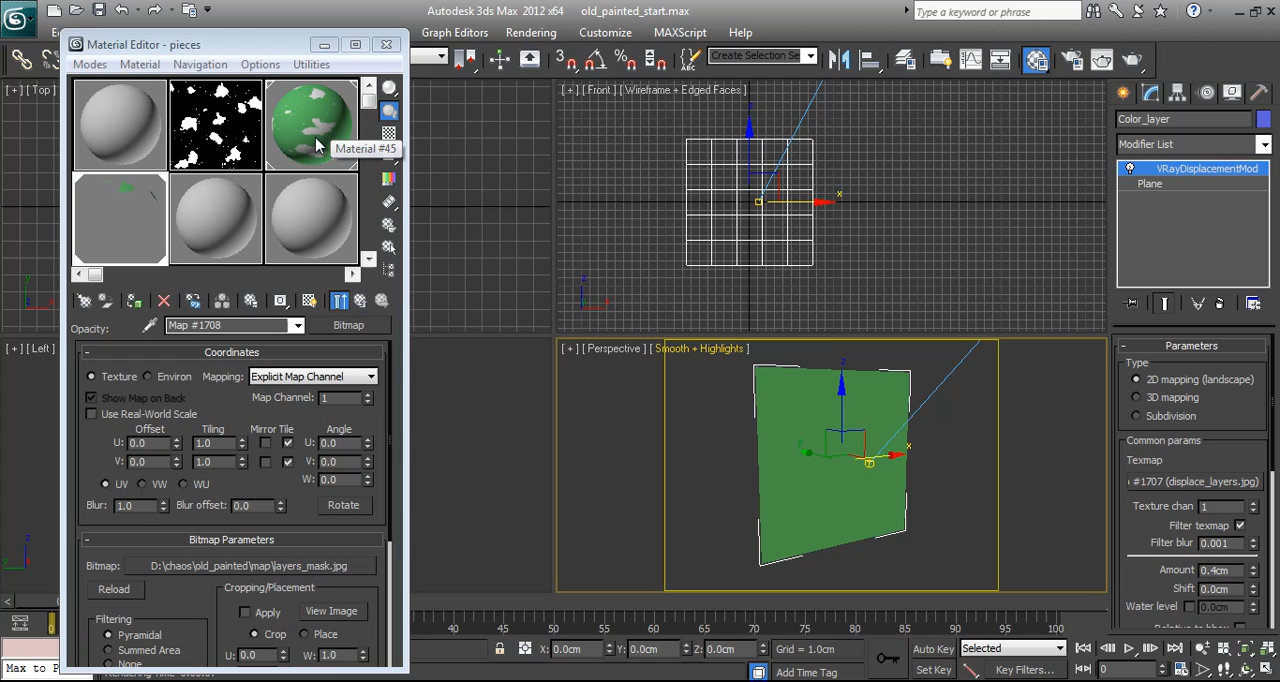 Autodesk 3ds Max 2012 x64 old_painted_start.max
Type a keyword or phrase
Graph Editors Rendering Customize MAXScript Help
Create Selection Se
Material Editor - pieces
Modes Material Navigation Options Utilities
Material #45
Opacity: Map #1708 Bitmap
- Coordinates
Texture Environ Mapping: Explicit Map Channel
Show Map on Back Map Channel: 1
Use Real-World Scale
Offset Tiling Mirror Tile Angle
U: 0.0 1.0 U: 0.0
V: 0.0 1.0 V: 0.0
W: 0.0
UV VW WU
Blur: 1.0 Blur offset: 0.0 Rotate
- Bitmap Parameters
Bitmap: D:\chaos\old_painted\map\layers_mask.jpg
Reload
Cropping/Placement
Apply View Image
Crop Place
U: 0.0 W: 1.0
Filtering
Pyramidal
Summed Area
None
[ + ] [ Top ]
[ + ] [ Front ] [ Wireframe + Edged Faces ]
[ + ] [ Left ]
[ + ] [ Perspective ] [ Smooth + Highlights ]
Color_layer
Modifier List
VRayDisplacementMod
Plane
- Parameters
Type
2D mapping (landscape)
3D mapping
Subdivision
Common params
Texmap
#1707 (displace_layers.jpg)
Texture chan 1
Filter texmap
Filter blur 0.001
Amount 0.4cm
Shift 0.0cm
Water level 0.0cm
40 45 50 55 60 65 70 75 80 85 90 95 100
X: 0.0cm Y: 0.0cm Z: 0.0cm Grid = 1.0cm
Add Time Tag
Auto Key Selected
Set Key Key Filters...
0
Max to P